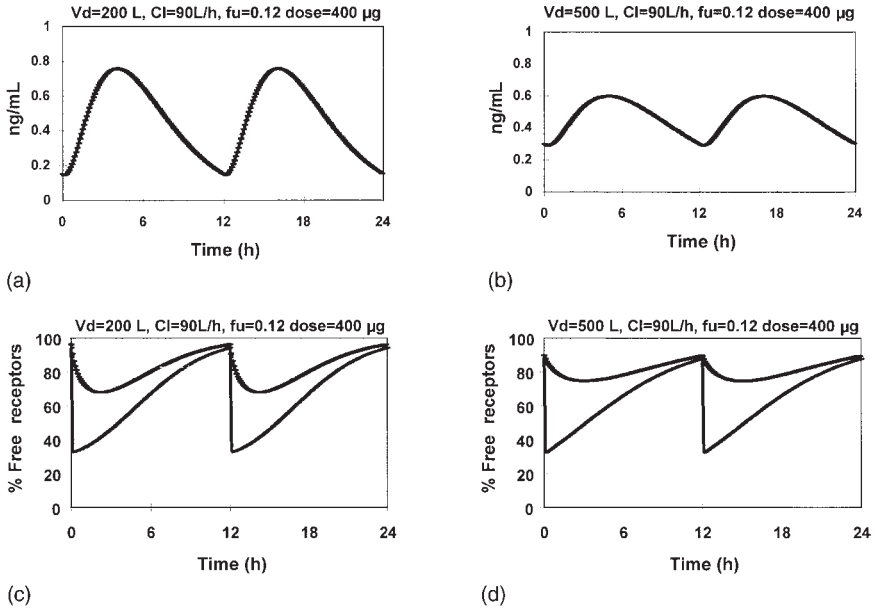 Vd=200 L, Cl=90L/h, fu=0.12 dose=400 µg
ng/mL
1
0.8
0.6
0.4
0.2
0
0 6 12 18 24
Time (h)
(a)
Vd=500 L, Cl=90L/h, fu=0.12 dose=400 µg
ng/mL
1
0.8
0.6
0.4
0.2
0
0 6 12 18 24
Time (h)
(b)
Vd=200 L, Cl=90L/h, fu=0.12 dose=400 µg
% Free receptors
100
80
60
40
20
0
0 6 12 18 24
Time (h)
(c)
Vd=500 L, Cl=90L/h, fu=0.12 dose=400 µg
% Free receptors
100
80
60
40
20
0
0 6 12 18 24
Time (h)
(d)